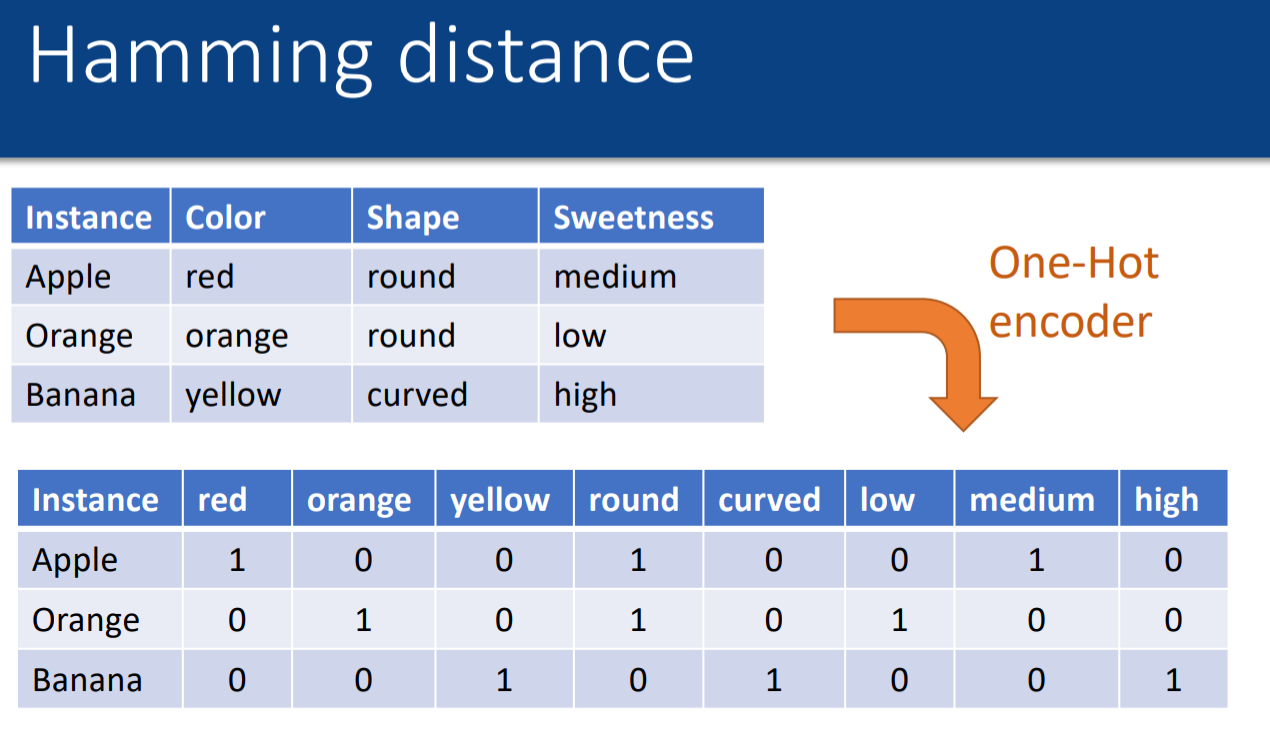 Hamming distance
Instance Color Shape Sweetness
Apple red round medium
Orange orange round low
Banana yellow curved high
One-Hot
encoder
Instance red orange yellow round curved low medium high
Apple 1 0 0 1 0 0 1 0
Orange 0 1 0 1 0 1 0 0
Banana 0 0 1 0 1 0 0 1